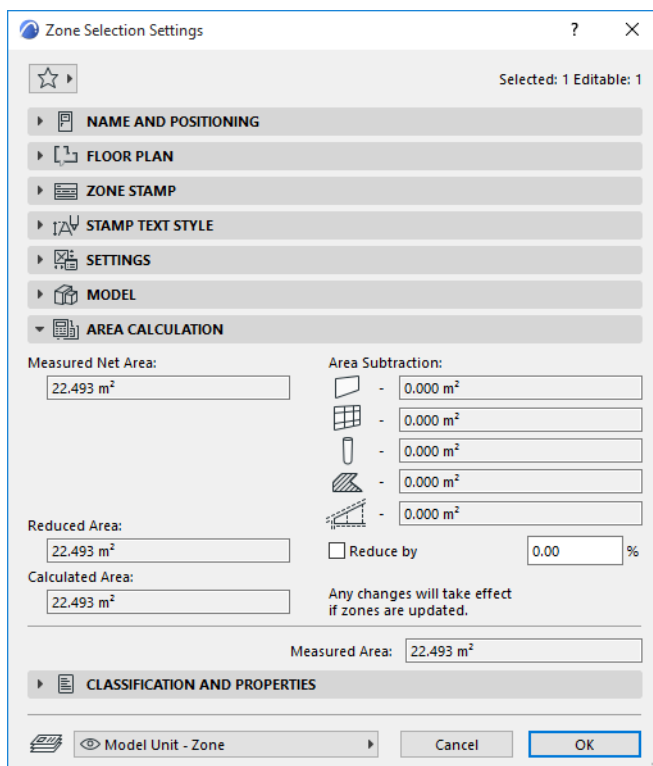 Zone Selection Settings ? ×
Selected: 1 Editable: 1
NAME AND POSITIONING
FLOOR PLAN
ZONE STAMP
STAMP TEXT STYLE
SETTINGS
MODEL
AREA CALCULATION
Measured Net Area:
22.493 m²
Area Subtraction:
- 0.000 m²
- 0.000 m²
- 0.000 m²
- 0.000 m²
- 0.000 m²
Reduced Area:
22.493 m²
Reduce by 0.00 %
Calculated Area:
22.493 m²
Any changes will take effect
if zones are updated.
Measured Area: 22.493 m²
CLASSIFICATION AND PROPERTIES
Model Unit - Zone
Cancel
OK